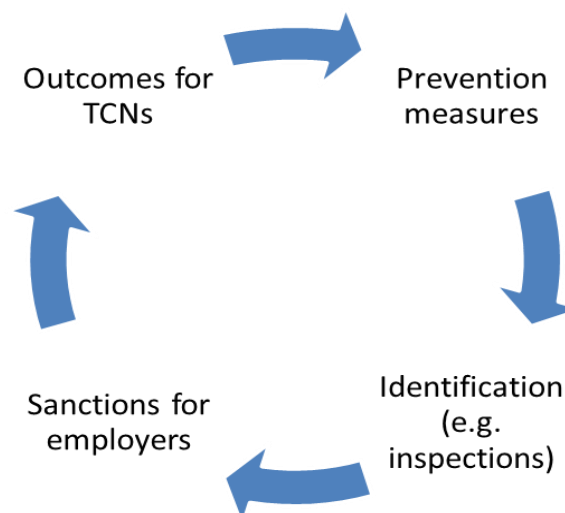 Outcomes for
TCNs
Prevention
measures
Identification
(e.g.
inspections)
Sanctions for
employers